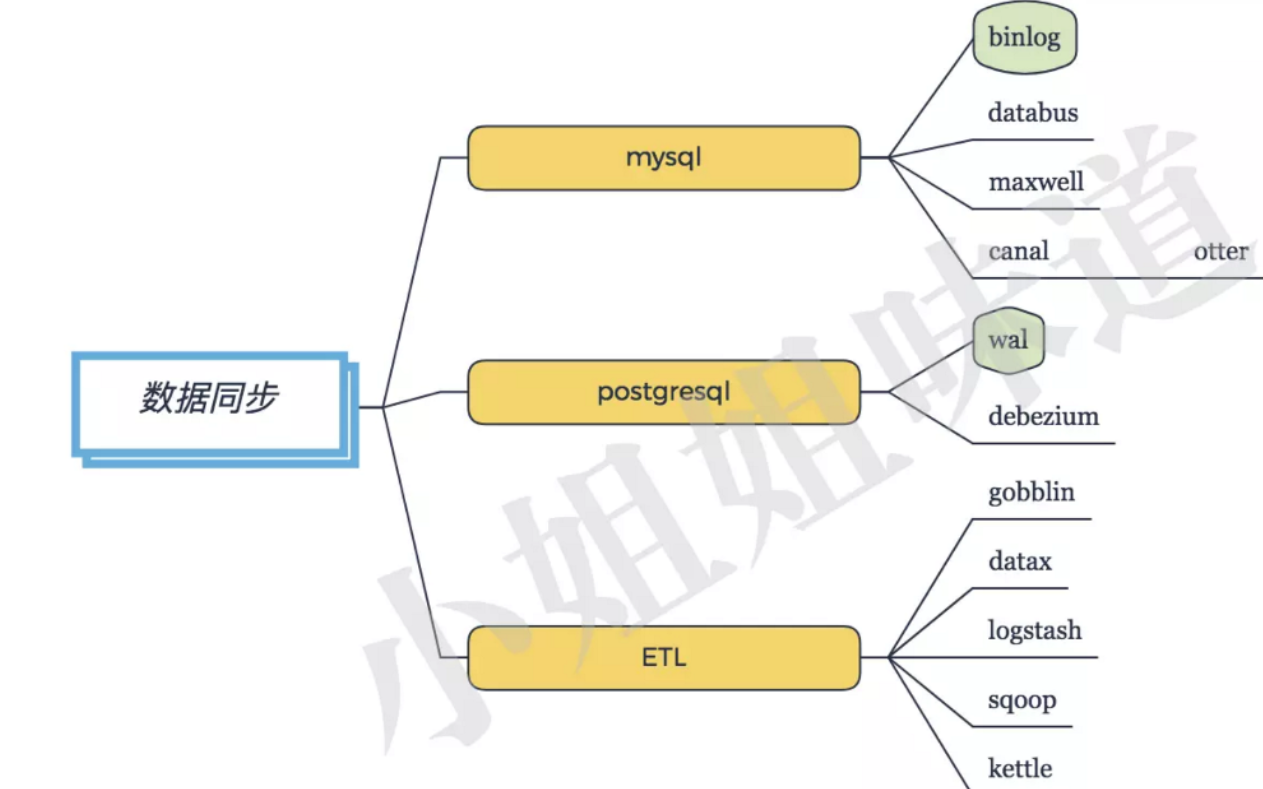 数据同步
mysql
binlog
databus
maxwell
canal
otter
postgresql
wal
debezium
ETL
gobblin
datax
logstash
sqoop
kettle
小姐姐味道